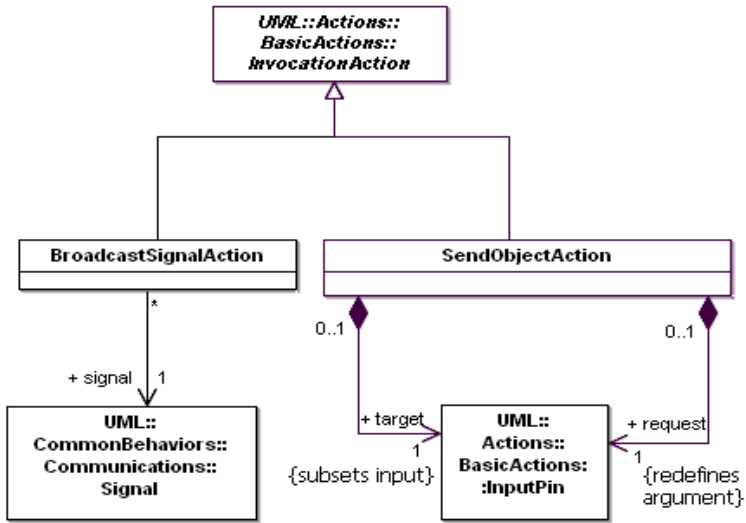 UML::Actions::
BasicActions::
InvocationAction
BroadcastSignalAction
SendObjectAction
*
0..1
0..1
+ signal
1
+ target
1
{subsets input}
+ request
1
{redefines
argument}
UML::
CommonBehaviors::
Communications::
Signal
UML::
Actions::
BasicActions:
:InputPin